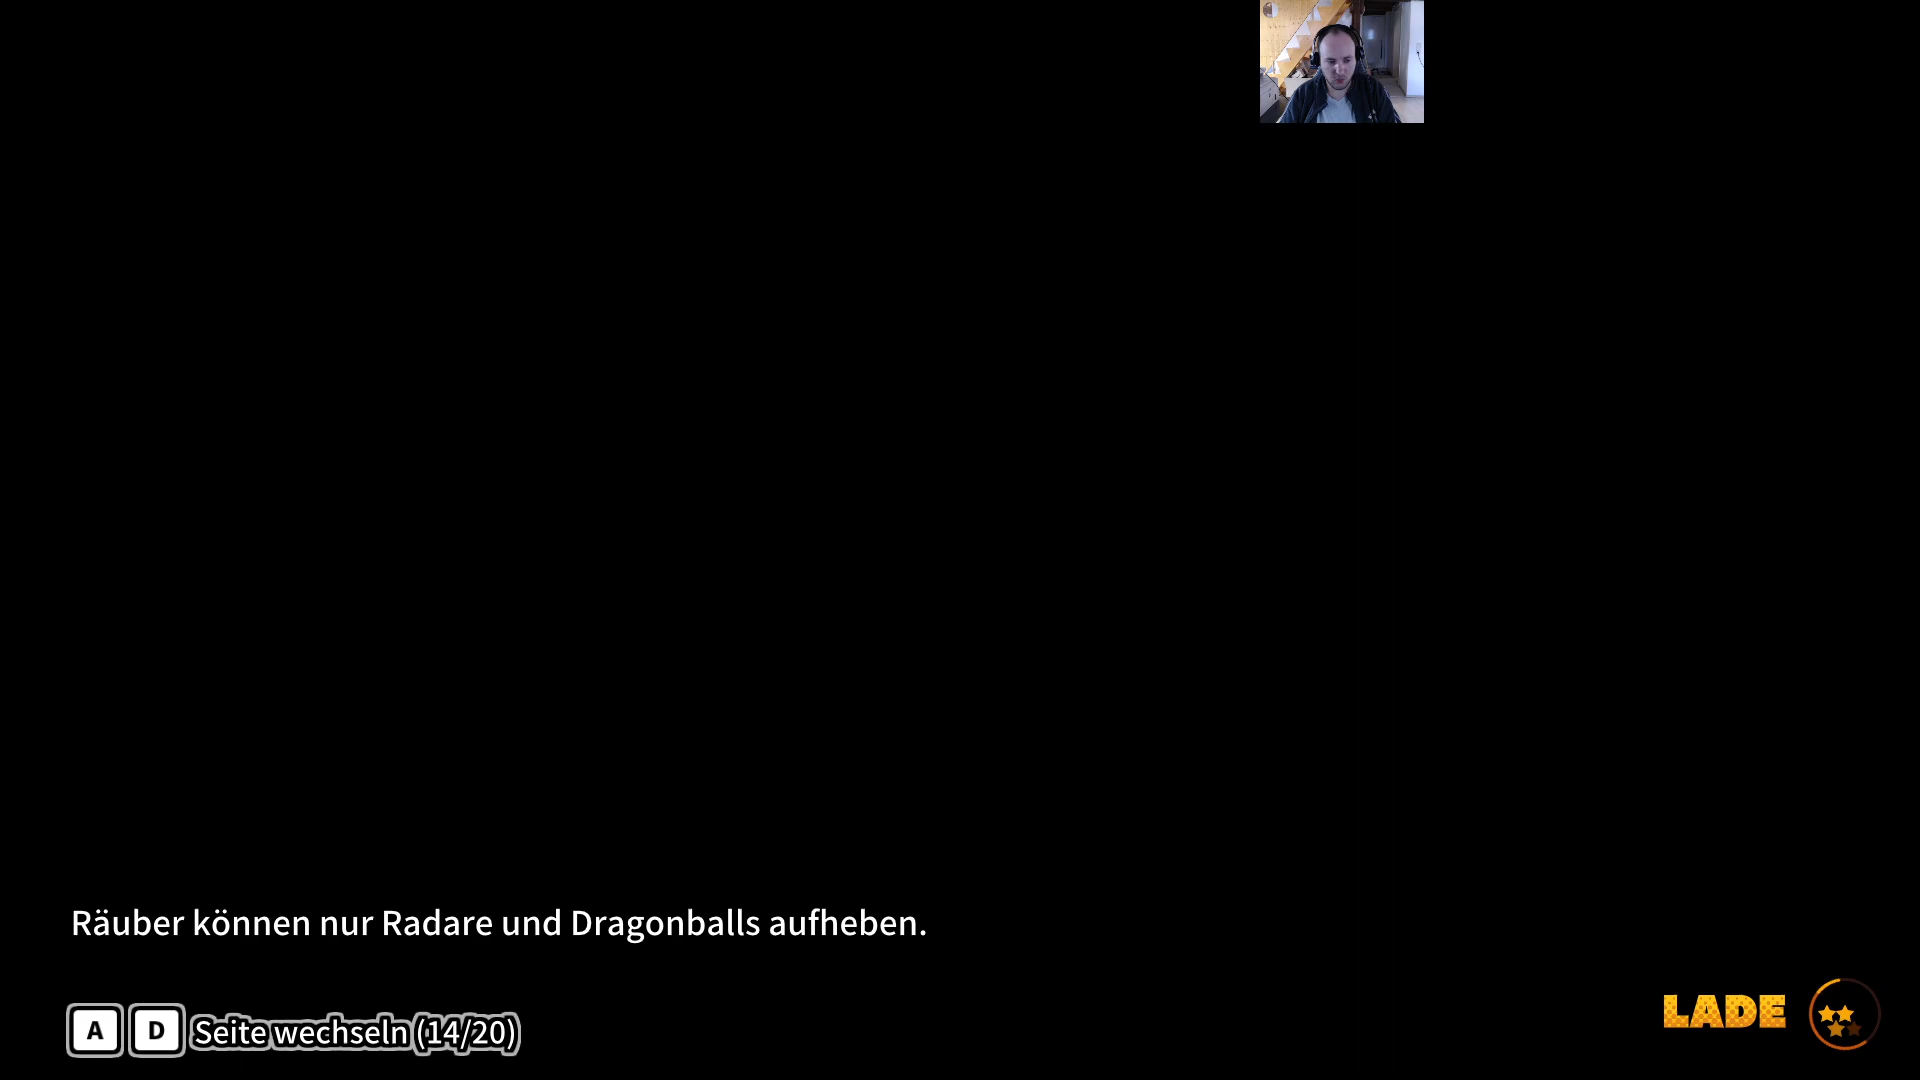 Räuber können nur Radare und Dragonballs aufheben.
A D Seite wechseln (14/20)
LADE